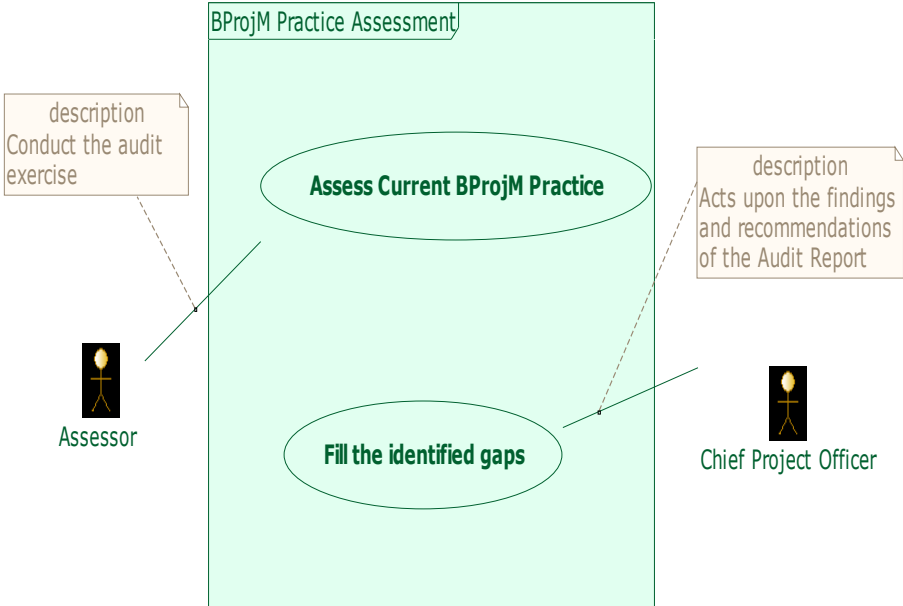 BProjM Practice Assessment
description
Conduct the audit
exercise
Assess Current BProjM Practice
description
Acts upon the findings
and recommendations
of the Audit Report
Assessor
Fill the identified gaps
Chief Project Officer